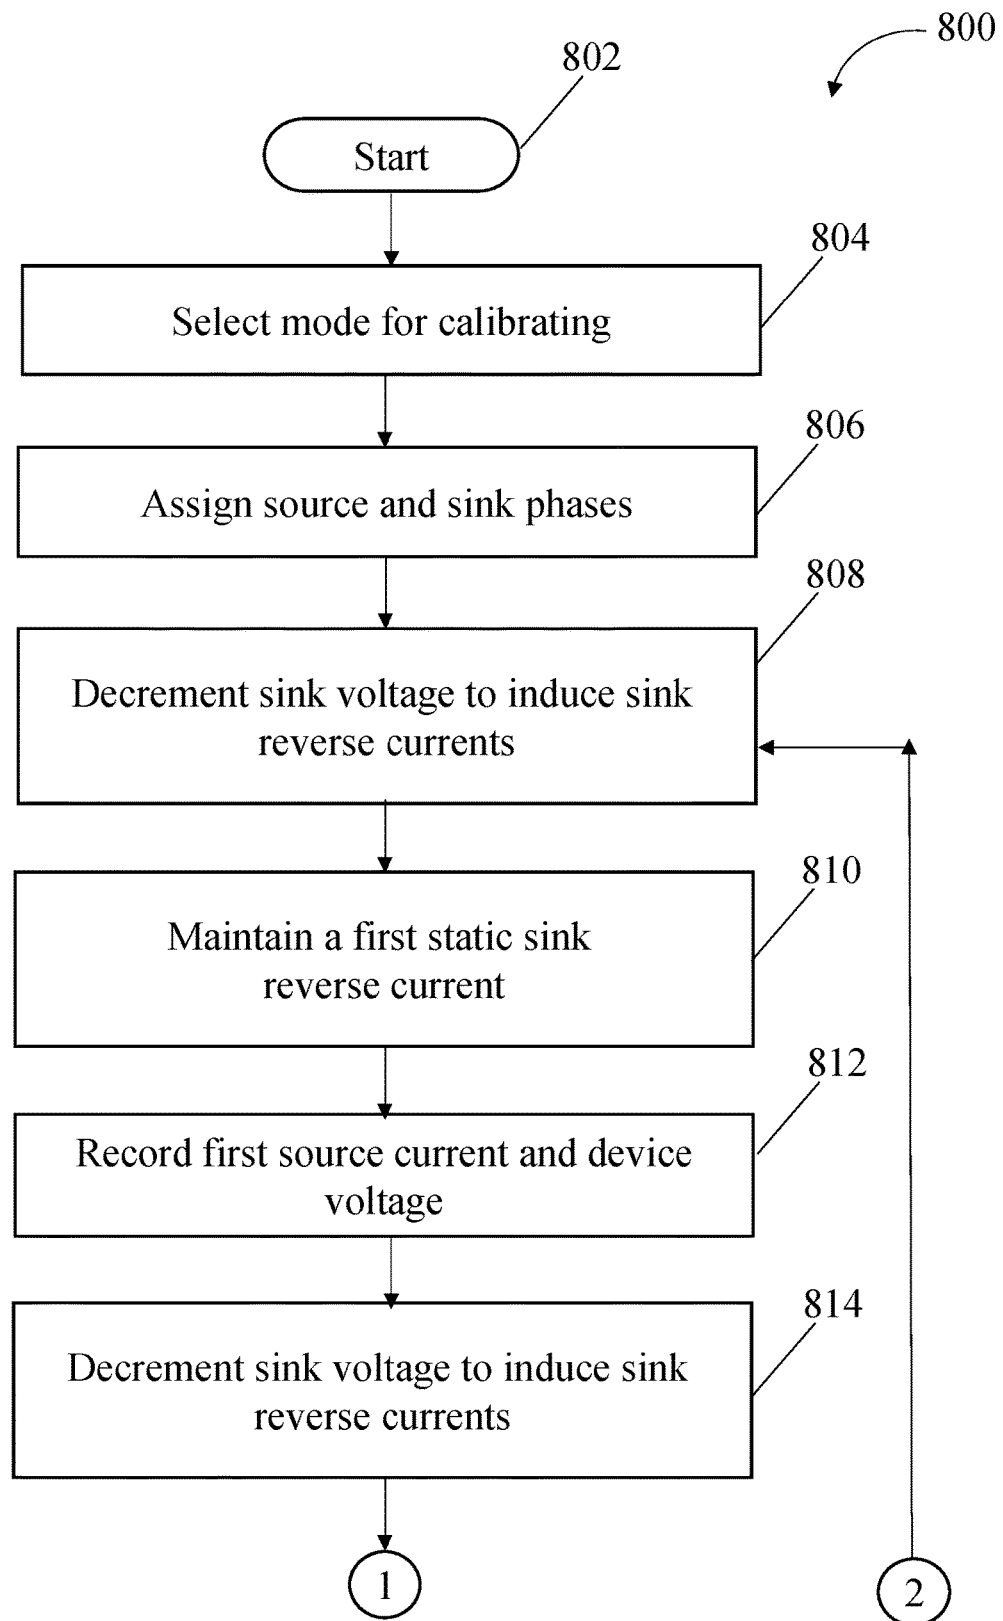 800
802
Start
804
Select mode for calibrating
806
Assign source and sink phases
808
Decrement sink voltage to induce sink
reverse currents
810
Maintain a first static sink
reverse current
812
Record first source current and device
voltage
814
Decrement sink voltage to induce sink
reverse currents
1
2